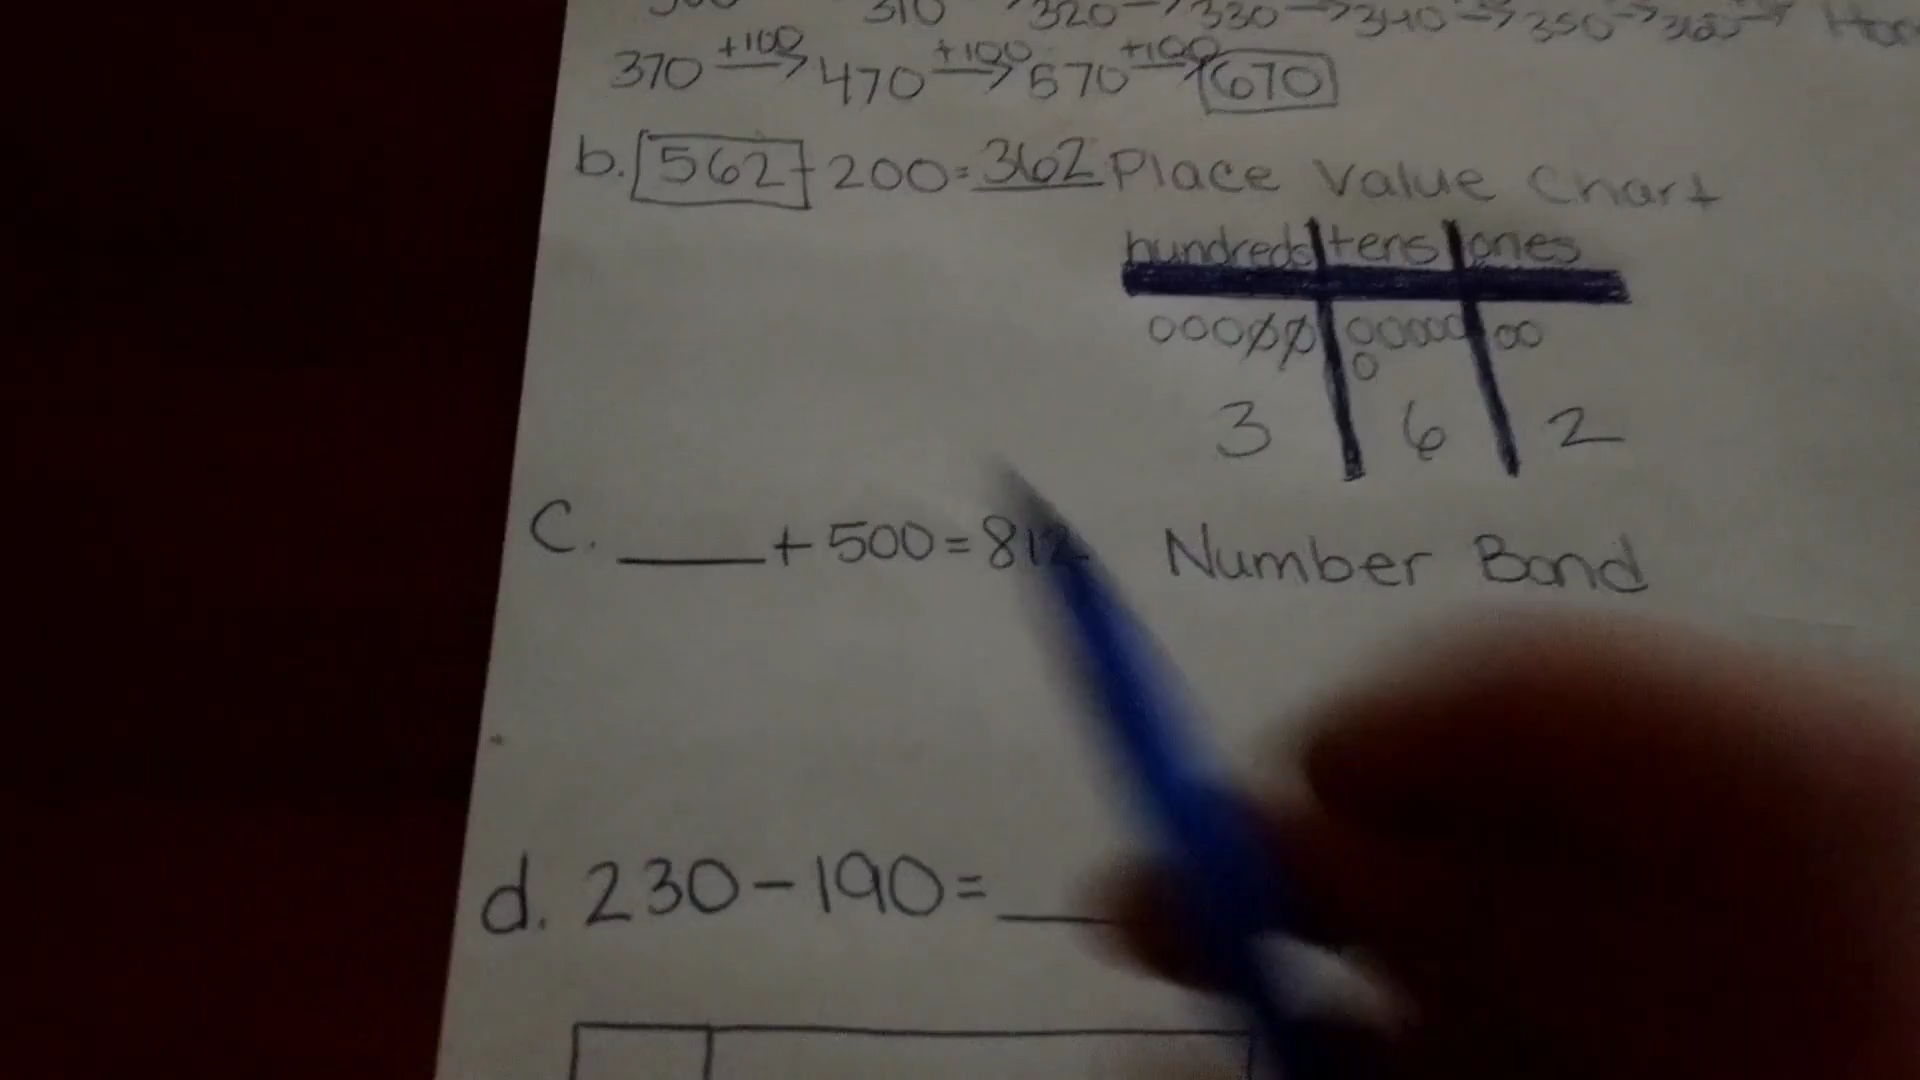 310 → 320 → 330 → 340 → 350 → 360 →
370 +100→ 470 +100→ 570 +100→ 670
b. 562 - 200 = 362 Place Value Chart
hundreds tens ones
3 6 2
c. ___ + 500 = 812 Number Bond
d. 230 - 190 = ___